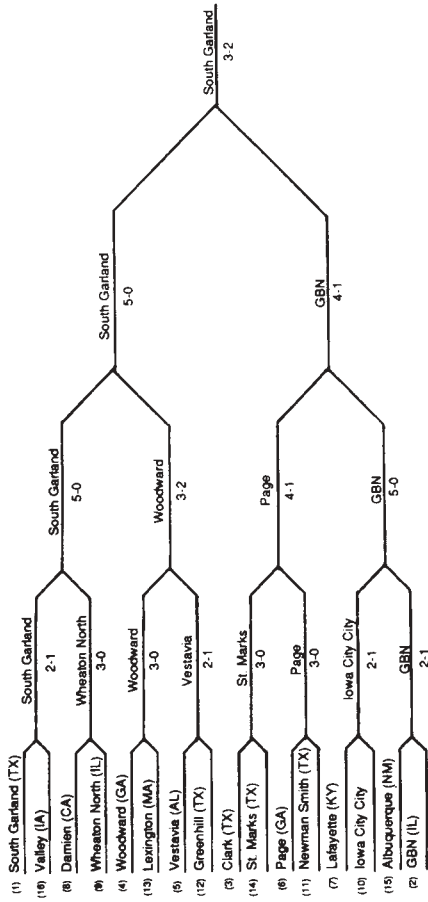 (1) South Garland (TX)
(16) Valley (IA)
(8) Damien (CA)
(9) Wheaton North (IL)
(4) Woodward (GA)
(13) Lexington (MA)
(5) Vestavia (AL)
(12) Greenhill (TX)
(3) Clark (TX)
(14) St. Marks (TX)
(6) Page (GA)
(11) Newman Smith (TX)
(7) Lafayette (KY)
(10) Iowa City City
(15) Albuquerque (NM)
(2) GBN (IL)
South Garland
2-1
Wheaton North
3-0
Woodward
3-0
Vestavia
2-1
St. Marks
3-0
Page
3-0
Iowa City City
2-1
GBN
2-1
South Garland
5-0
Woodward
3-2
Page
4-1
GBN
5-0
South Garland
5-0
GBN
4-1
South Garland
3-2